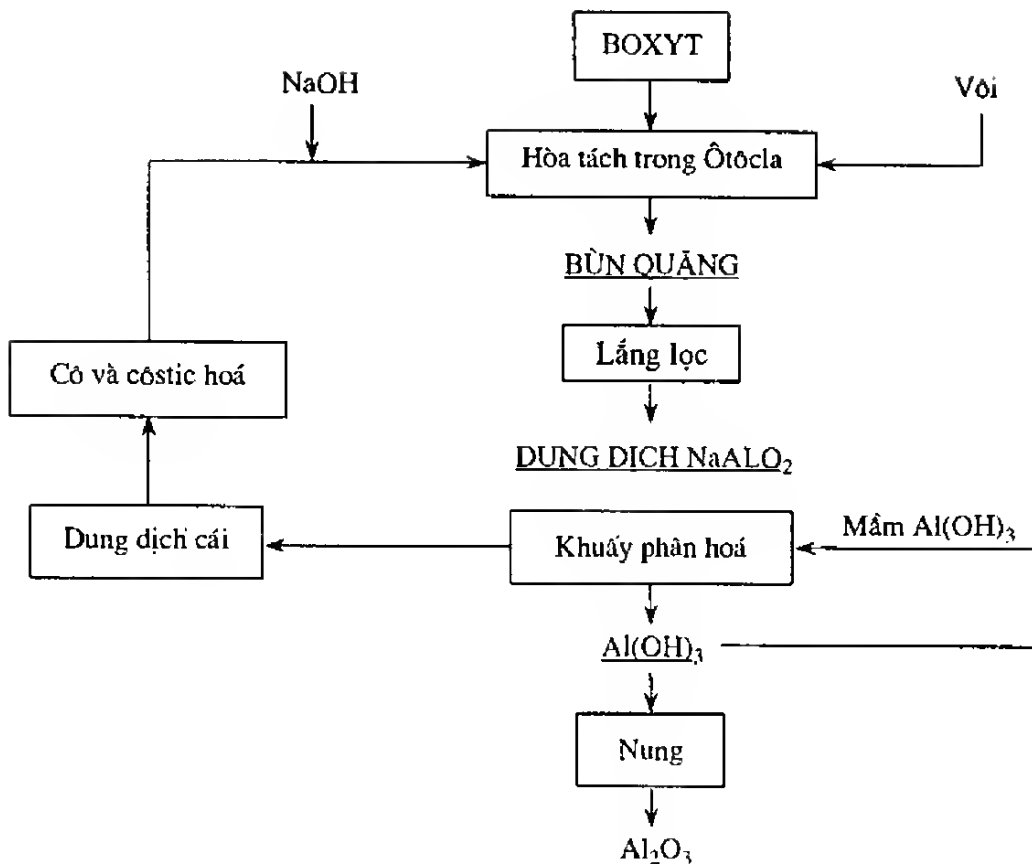 BOXYT
NaOH
Vôi
Hòa tách trong Ôtôcla
BÙN QUẶNG
Lắng lọc
Cô và côstic hoá
DUNG DỊCH NaALO₂
Dung dịch cái
Khuấy phân hoá
Mầm Al(OH)₃
Al(OH)₃
Nung
Al₂O₃